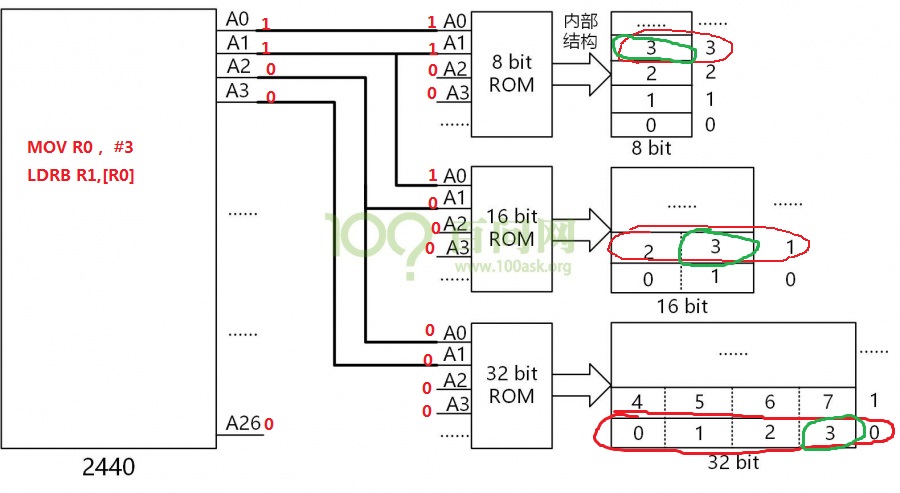 A0 1
A1 1
A2 0
A3 0
MOV R0 ， #3
LDRB R1,[R0]
......
......
A26 0
2440
1 A0
1 A1
0 A2
0 A3
......
8 bit
ROM
内部
结构
...... ......
3 3
2 2
1 1
0 0
8 bit
1 A0
0 A1
0 A2
0 A3
......
16 bit
ROM
...... ......
2 3 1
0 1 0
16 bit
100 百问网
www.100ask.org
0 A0
0 A1
0 A2
0 A3
......
32 bit
ROM
...... ......
4 5 6 7 1
0 1 2 3 0
32 bit